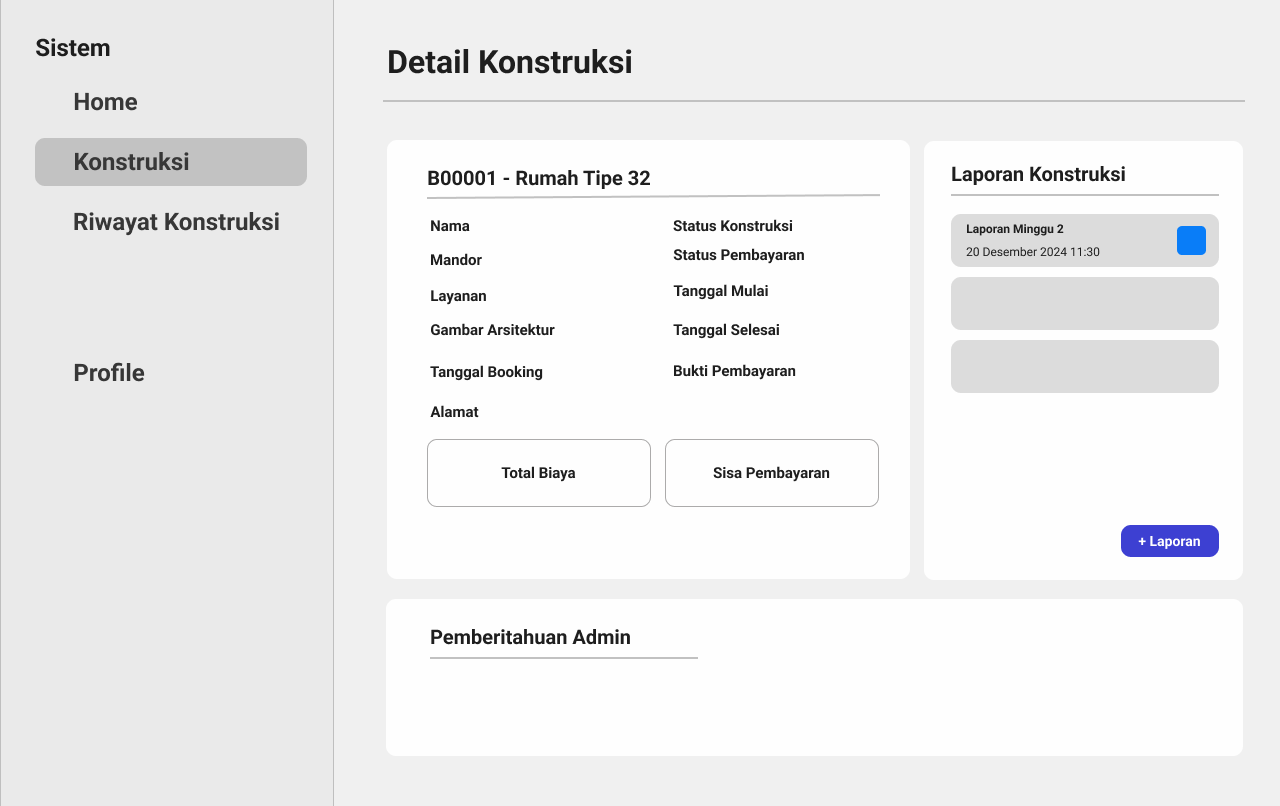 Sistem
Home
Konstruksi
Riwayat Konstruksi
Profile
Detail Konstruksi
B00001 - Rumah Tipe 32
Nama
Mandor
Layanan
Gambar Arsitektur
Tanggal Booking
Alamat
Status Konstruksi
Status Pembayaran
Tanggal Mulai
Tanggal Selesai
Bukti Pembayaran
Total Biaya
Sisa Pembayaran
Laporan Konstruksi
Laporan Minggu 2
20 Desember 2024 11:30
+ Laporan
Pemberitahuan Admin